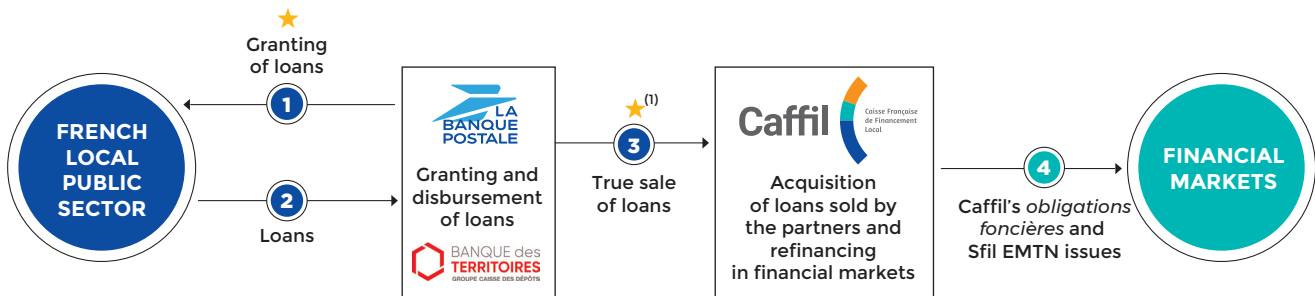 Granting
of loans
1
FRENCH
LOCAL
PUBLIC
SECTOR
2
Loans
LA
BANQUE
POSTALE
Granting and
disbursement
of loans
BANQUE des
TERRITOIRES
GROUPE CAISSE DES DÉPÔTS
(1)
3
True sale
of loans
Caffil
Caisse Française
de Financement
Local
Acquisition
of loans sold by
the partners and
refinancing
in financial markets
4
Caffil's obligations
foncières and
Sfil EMTN issues
FINANCIAL
MARKETS